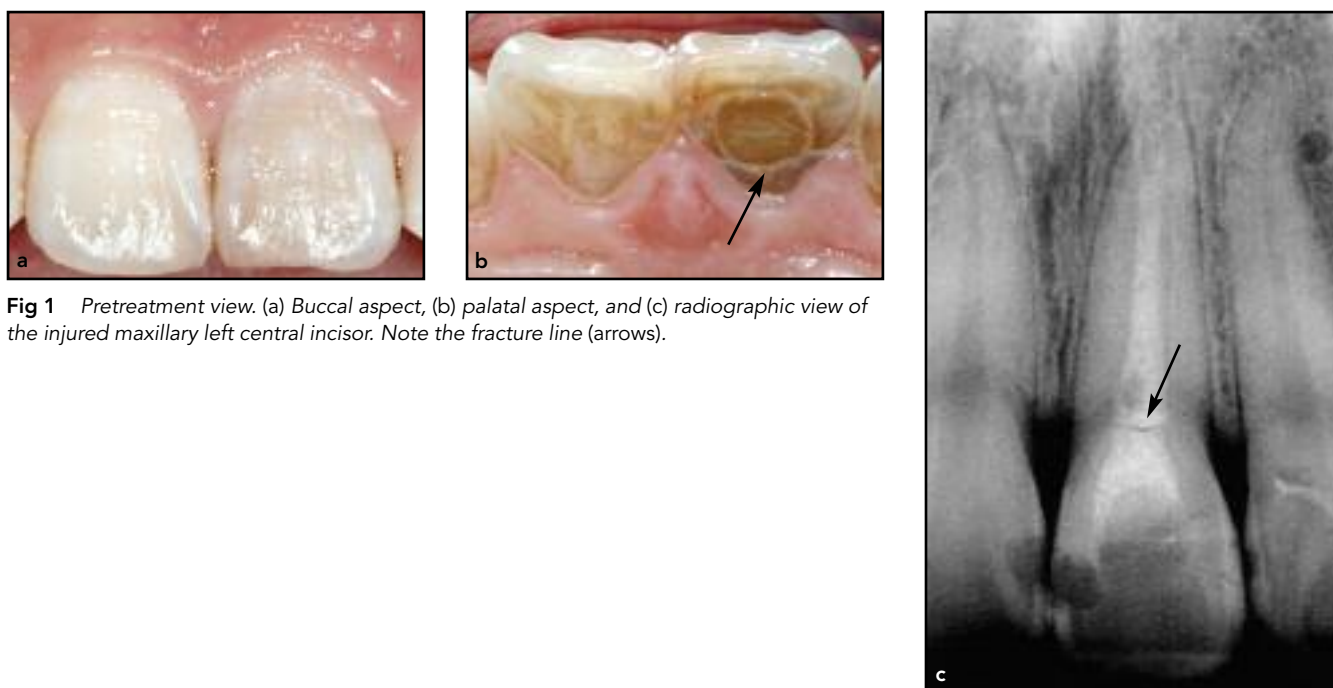 a
b
c
Fig 1 Pretreatment view. (a) Buccal aspect, (b) palatal aspect, and (c) radiographic view of
the injured maxillary left central incisor. Note the fracture line (arrows).